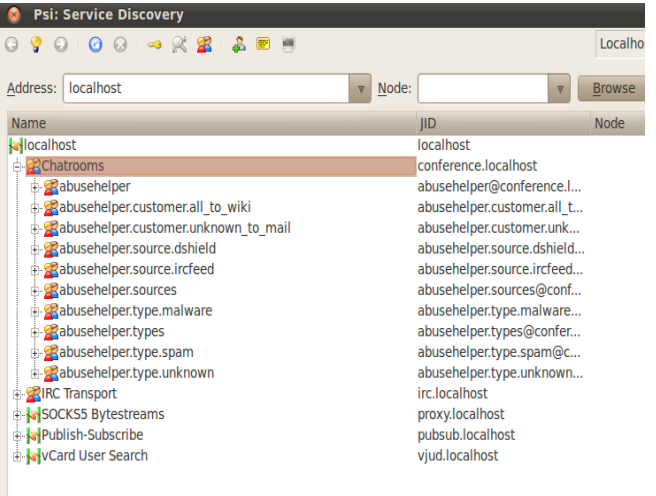 Psi: Service Discovery
Localho
Address: localhost Node: Browse
Name JID Node
localhost localhost
Chatrooms conference.localhost
abusehelper abusehelper@conference.l...
abusehelper.customer.all_to_wiki abusehelper.customer.all_t...
abusehelper.customer.unknown_to_mail abusehelper.customer.unk...
abusehelper.source.dshield abusehelper.source.dshield...
abusehelper.source.ircfeed abusehelper.source.ircfeed...
abusehelper.sources abusehelper.sources@conf...
abusehelper.type.malware abusehelper.type.malware...
abusehelper.types abusehelper.types@confer...
abusehelper.type.spam abusehelper.type.spam@c...
abusehelper.type.unknown abusehelper.type.unknown...
IRC Transport irc.localhost
SOCKS5 Bytestreams proxy.localhost
Publish-Subscribe pubsub.localhost
vCard User Search vjud.localhost